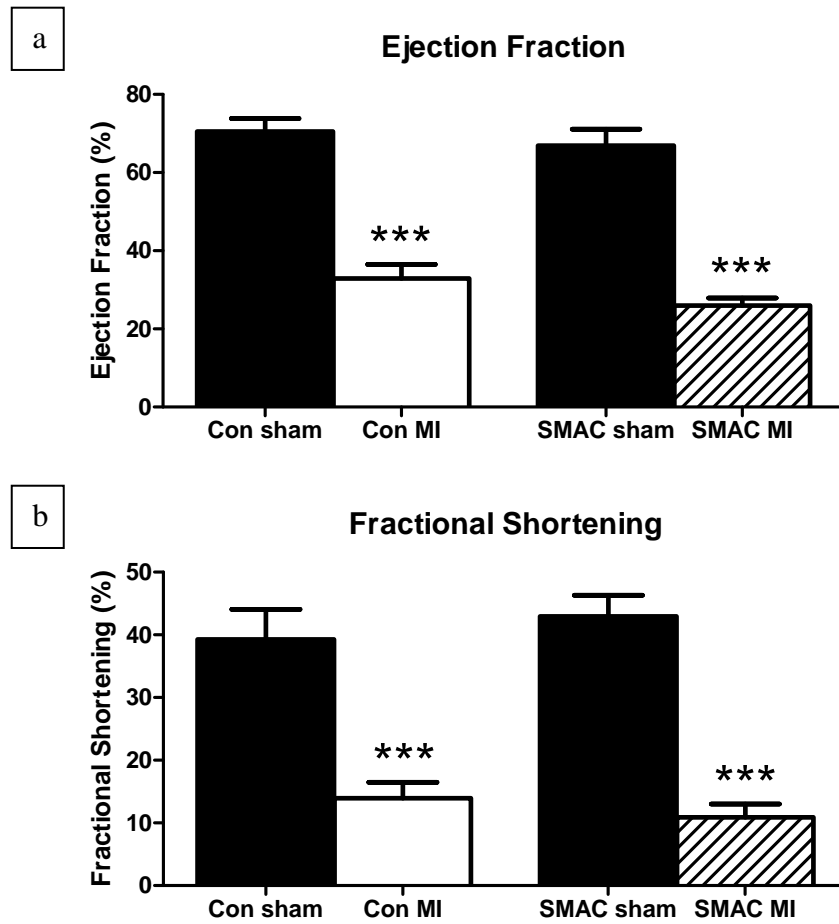 a
Ejection Fraction
Ejection Fraction (%)
80
60
40
20
0
***
***
Con sham Con MI SMAC sham SMAC MI
b
Fractional Shortening
Fractional Shortening (%)
50
40
30
20
10
0
***
***
Con sham Con MI SMAC sham SMAC MI